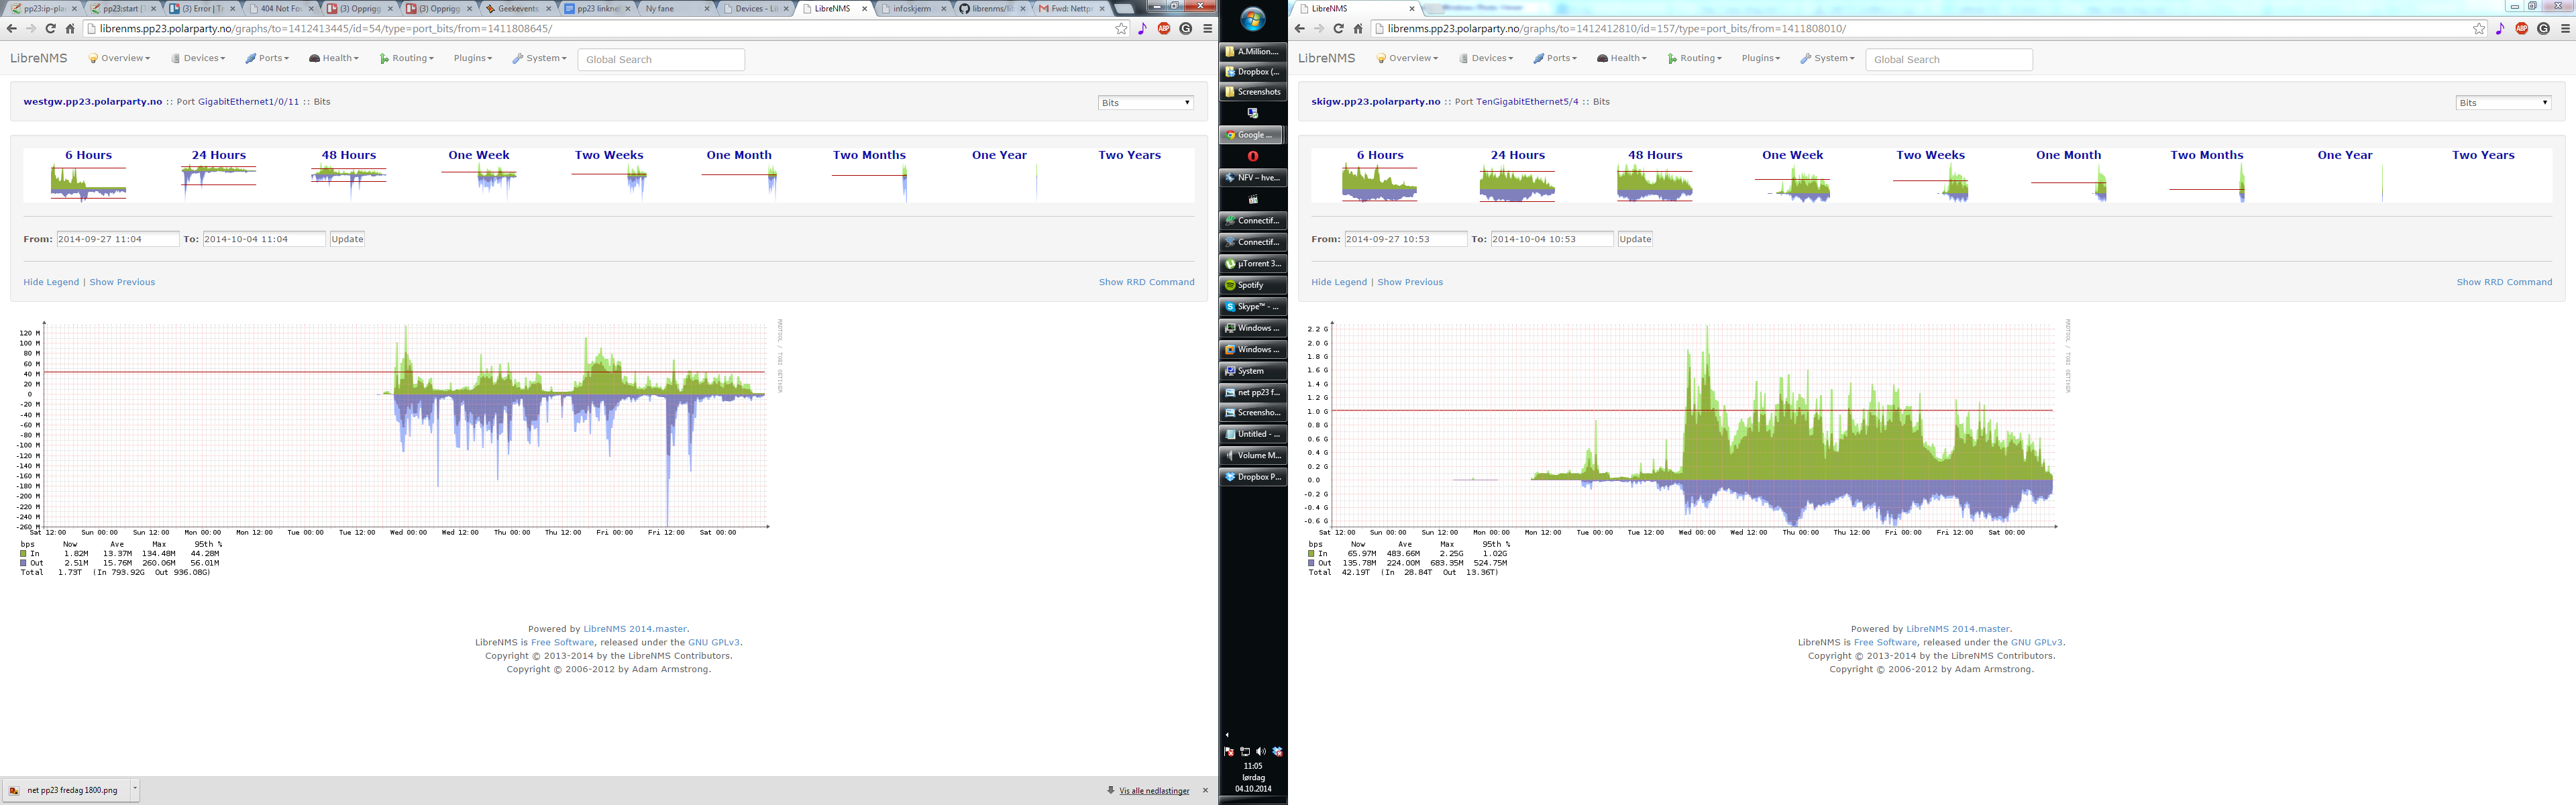 pp23:ip-pla
pp23:start [
(3) Error | T
404 Not Fo
(3) Opprigg
(3) Opprigg
Geekevents
pp23 linkne
Ny fane
Devices - Li
LibreNMS
infoskjerm
librenms/li
Fwd: Nettpr
librenms.pp23.polarparty.no/graphs/to=1412413445/id=54/type=port_bits/from=1411808645/
LibreNMS Overview Devices Ports Health Routing Plugins System Global Search
westgw.pp23.polarparty.no :: Port GigabitEthernet1/0/11 :: Bits
Bits
6 Hours 24 Hours 48 Hours One Week Two Weeks One Month Two Months One Year Two Years
From: 2014-09-27 11:04 To: 2014-10-04 11:04 Update
Hide Legend | Show Previous
Show RRD Command
120 M
100 M
80 M
60 M
40 M
20 M
0
-20 M
-40 M
-60 M
-80 M
-100 M
-120 M
-140 M
-160 M
-180 M
-200 M
-220 M
-240 M
-260 M
Sat 12:00 Sun 00:00 Sun 12:00 Mon 00:00 Mon 12:00 Tue 00:00 Tue 12:00 Wed 00:00 Wed 12:00 Thu 00:00 Thu 12:00 Fri 00:00 Fri 12:00 Sat 00:00
RRDTOOL / TOBI OETIKER
bps Now Ave Max 95th %
In 1.82M 13.37M 134.48M 44.28M
Out 2.51M 15.76M 260.06M 56.01M
Total 1.73T (In 793.92G Out 936.08G)
Powered by LibreNMS 2014.master.
LibreNMS is Free Software, released under the GNU GPLv3.
Copyright © 2013-2014 by the LibreNMS Contributors.
Copyright © 2006-2012 by Adam Armstrong.
net pp23 fredag 1800.png
Vis alle nedlastinger
A.Million....
Dropbox (...
Screenshots
Google ...
NFV – hve...
Connectif...
Connectif...
µTorrent 3...
Spotify
Skype™ - ...
Windows ...
Windows ...
System
net pp23 f...
Screensho...
Untitled - ...
Volume M...
Dropbox P...
11:05
lørdag
04.10.2014
LibreNMS
librenms.pp23.polarparty.no/graphs/to=1412412810/id=157/type=port_bits/from=1411808010/
LibreNMS Overview Devices Ports Health Routing Plugins System Global Search
skigw.pp23.polarparty.no :: Port TenGigabitEthernet5/4 :: Bits
Bits
6 Hours 24 Hours 48 Hours One Week Two Weeks One Month Two Months One Year Two Years
From: 2014-09-27 10:53 To: 2014-10-04 10:53 Update
Hide Legend | Show Previous
Show RRD Command
2.2 G
2.0 G
1.8 G
1.6 G
1.4 G
1.2 G
1.0 G
0.8 G
0.6 G
0.4 G
0.2 G
0.0
-0.2 G
-0.4 G
-0.6 G
Sat 12:00 Sun 00:00 Sun 12:00 Mon 00:00 Mon 12:00 Tue 00:00 Tue 12:00 Wed 00:00 Wed 12:00 Thu 00:00 Thu 12:00 Fri 00:00 Fri 12:00 Sat 00:00
RRDTOOL / TOBI OETIKER
bps Now Ave Max 95th %
In 65.97M 483.66M 2.25G 1.02G
Out 135.78M 224.00M 683.35M 524.75M
Total 42.19T (In 28.84T Out 13.36T)
Powered by LibreNMS 2014.master.
LibreNMS is Free Software, released under the GNU GPLv3.
Copyright © 2013-2014 by the LibreNMS Contributors.
Copyright © 2006-2012 by Adam Armstrong.